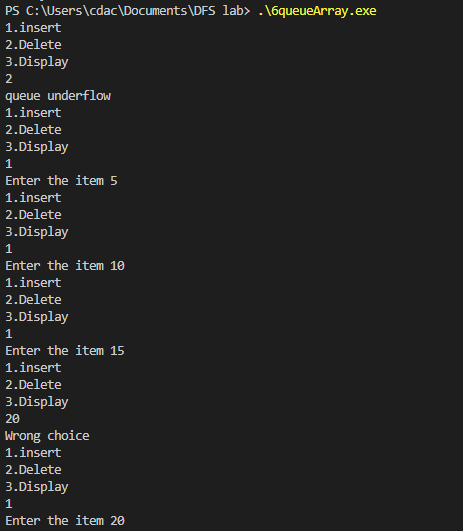 PS C:\Users\cdac\Documents\DFS lab> .\6queueArray.exe
1.insert
2.Delete
3.Display
2
queue underflow
1.insert
2.Delete
3.Display
1
Enter the item 5
1.insert
2.Delete
3.Display
1
Enter the item 10
1.insert
2.Delete
3.Display
1
Enter the item 15
1.insert
2.Delete
3.Display
20
Wrong choice
1.insert
2.Delete
3.Display
1
Enter the item 20